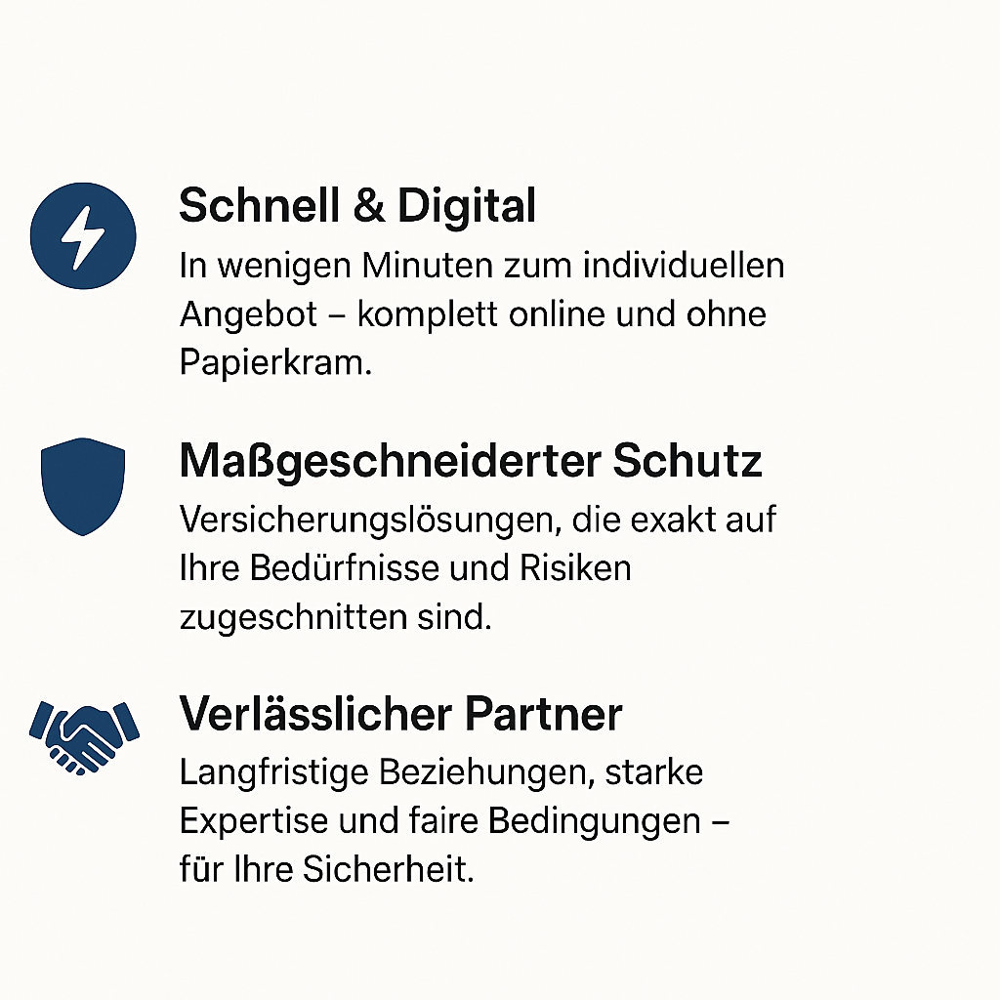 Schnell & Digital
In wenigen Minuten zum individuellen
Angebot – komplett online und ohne
Papierkram.
Maßgeschneiderter Schutz
Versicherungslösungen, die exakt auf
Ihre Bedürfnisse und Risiken
zugeschnitten sind.
Verlässlicher Partner
Langfristige Beziehungen, starke
Expertise und faire Bedingungen –
für Ihre Sicherheit.